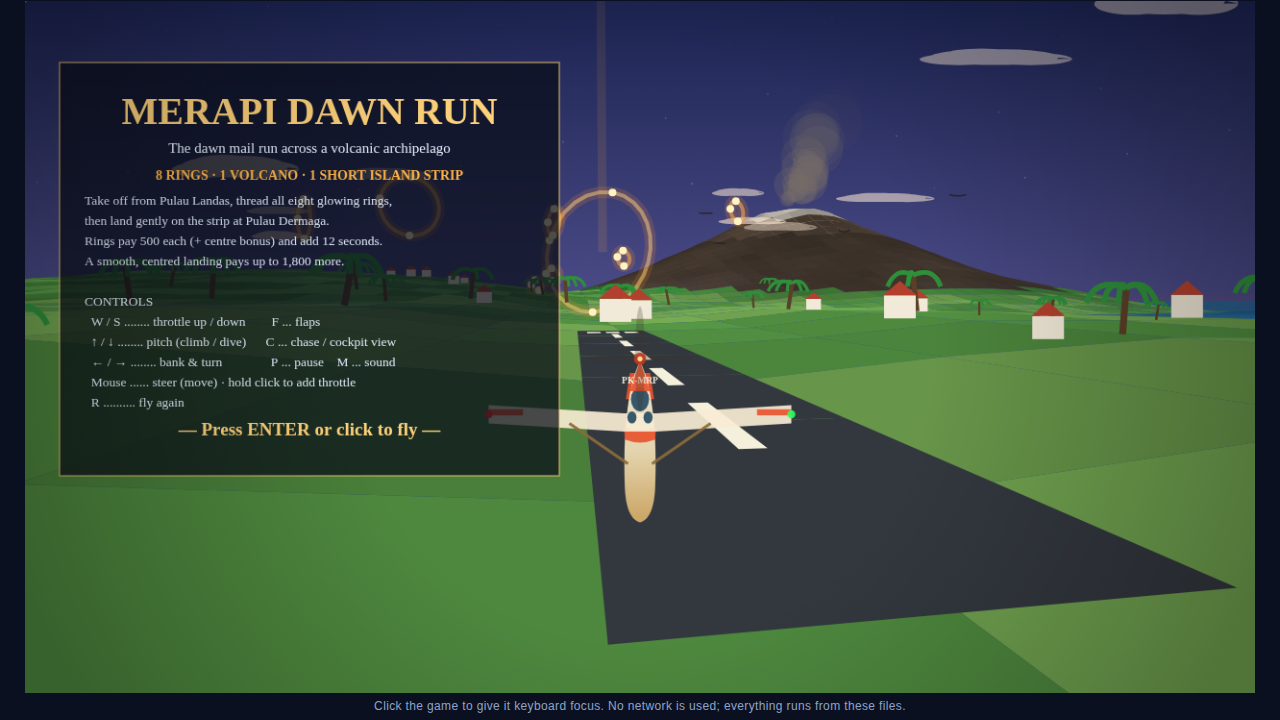 MERAPI DAWN RUN
The dawn mail run across a volcanic archipelago
8 RINGS · 1 VOLCANO · 1 SHORT ISLAND STRIP
Take off from Pulau Landas, thread all eight glowing rings,
then land gently on the strip at Pulau Dermaga.
Rings pay 500 each (+ centre bonus) and add 12 seconds.
A smooth, centred landing pays up to 1,800 more.
CONTROLS
W / S ........ throttle up / down F ... flaps
↑ / ↓ ........ pitch (climb / dive) C ... chase / cockpit view
← / → ........ bank & turn P ... pause M ... sound
Mouse ...... steer (move) · hold click to add throttle
R .......... fly again
— Press ENTER or click to fly —
PK-MRP
Click the game to give it keyboard focus. No network is used; everything runs from these files.